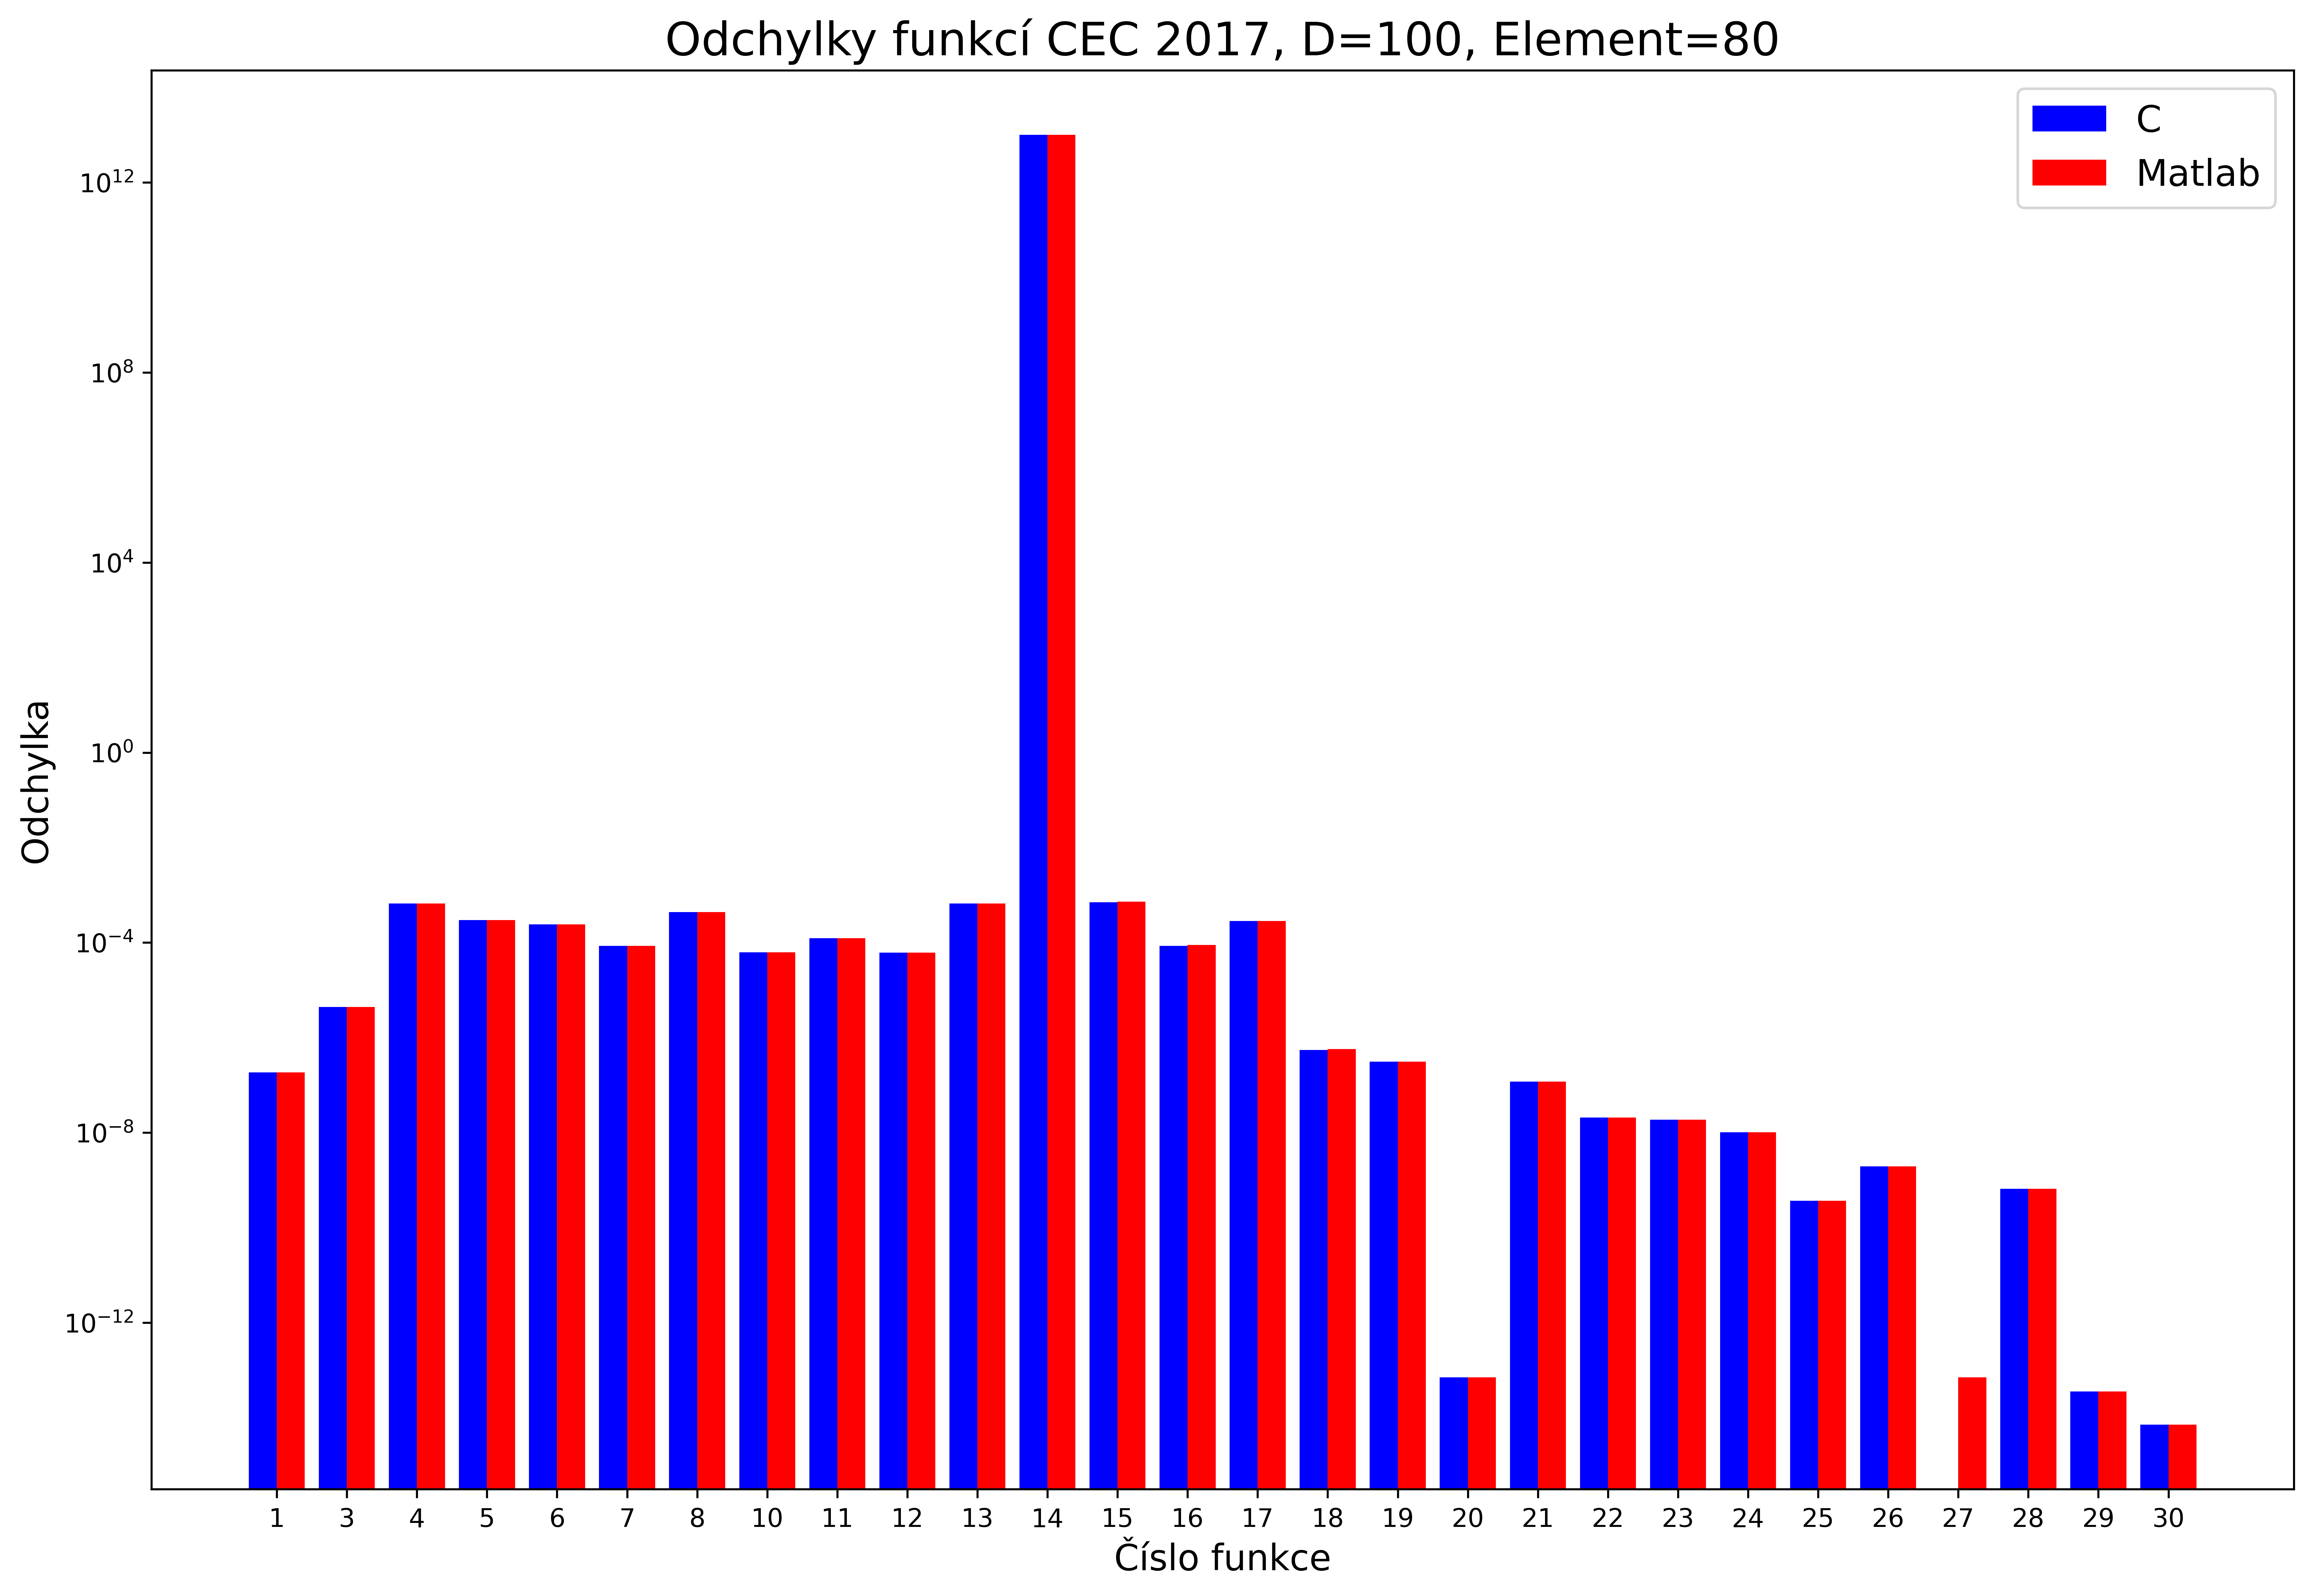 Odchylky funkcí CEC 2017, D=100, Element=80
C
Matlab
10^12
10^8
10^4
10^0
10^−4
10^−8
10^−12
Odchylka
1 3 4 5 6 7 8 10 11 12 13 14 15 16 17 18 19 20 21 22 23 24 25 26 27 28 29 30
Číslo funkce